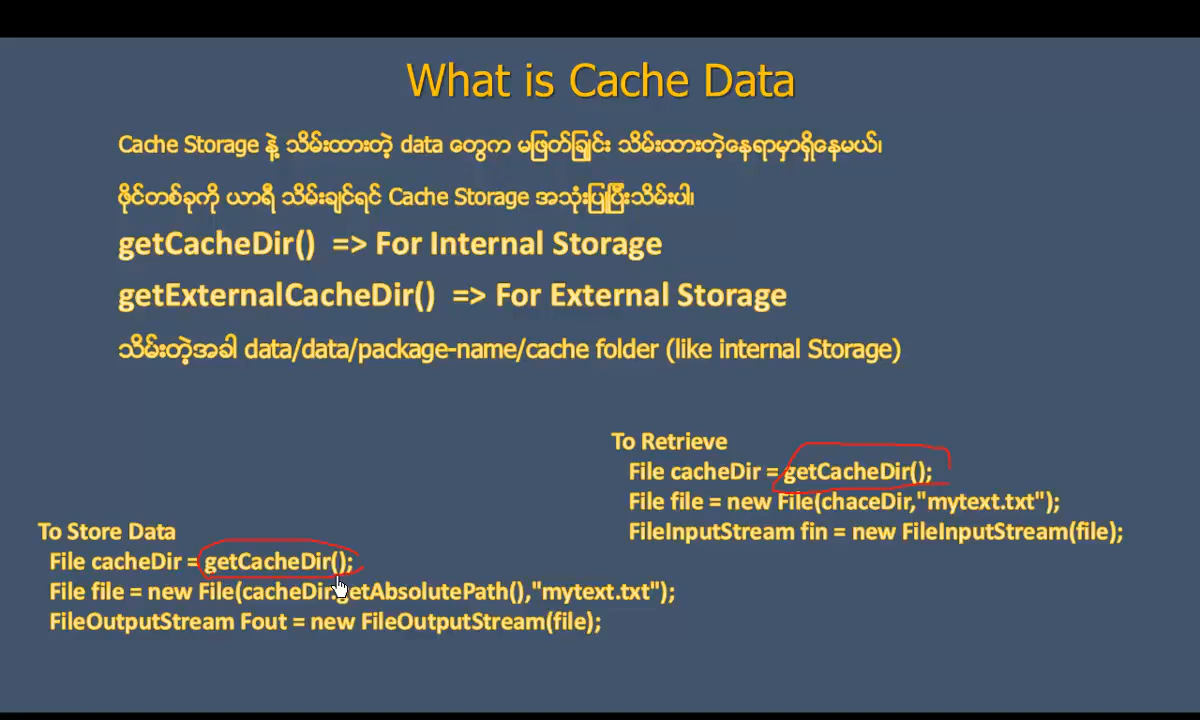 What is Cache Data
Cache Storage နဲ့ သိမ်းထားတဲ့ data တွေက မဖြတ်ခြင်း သိမ်းထားတဲ့နေရာမှာရှိနေမယ်၊
ဖိုင်တစ်ခုကို ယာရီ သိမ်းချင်ရင် Cache Storage အသုံးပြုပြီးသိမ်းပါ၊
getCacheDir() => For Internal Storage
getExternalCacheDir() => For External Storage
သိမ်းတဲ့အခါ data/data/package-name/cache folder (like internal Storage)
To Retrieve
File cacheDir = getCacheDir();
File file = new File(chaceDir,"mytext.txt");
FileInputStream fin = new FileInputStream(file);
To Store Data
File cacheDir = getCacheDir();
File file = new File(cacheDir.getAbsolutePath(),"mytext.txt");
FileOutputStream Fout = new FileOutputStream(file);